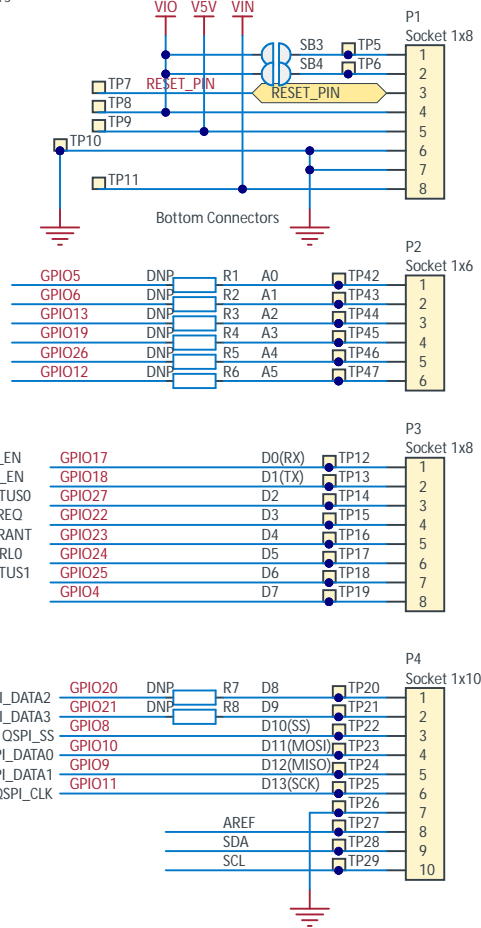 VIO V5V VIN
P1
Socket 1x8
SB3 TP5 1
SB4 TP6 2
TP7 RESET_PIN RESET_PIN 3
TP8 4
TP9 5
TP10 6
7
TP11 8
Bottom Connectors
P2
Socket 1x6
GPIO5 DNP R1 A0 TP42 1
GPIO6 DNP R2 A1 TP43 2
GPIO13 DNP R3 A2 TP44 3
GPIO19 DNP R4 A3 TP45 4
GPIO26 DNP R5 A4 TP46 5
GPIO12 DNP R6 A5 TP47 6
P3
Socket 1x8
_EN GPIO17 D0(RX) TP12 1
_EN GPIO18 D1(TX) TP13 2
TUS0 GPIO27 D2 TP14 3
REQ GPIO22 D3 TP15 4
RANT GPIO23 D4 TP16 5
RL0 GPIO24 D5 TP17 6
TUS1 GPIO25 D6 TP18 7
GPIO4 D7 TP19 8
P4
Socket 1x10
I_DATA2 GPIO20 DNP R7 D8 TP20 1
I_DATA3 GPIO21 DNP R8 D9 TP21 2
QSPI_SS GPIO8 D10(SS) TP22 3
PI_DATA0 GPIO10 D11(MOSI) TP23 4
PI_DATA1 GPIO9 D12(MISO) TP24 5
QSPI_CLK GPIO11 D13(SCK) TP25 6
TP26 7
AREF TP27 8
SDA TP28 9
SCL TP29 10